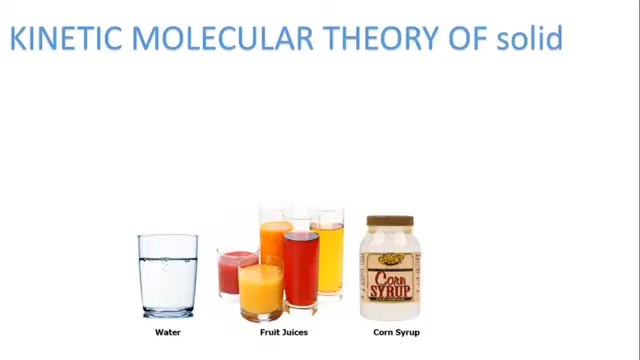 KINETIC MOLECULAR THEORY OF solid
Corn
SYRUP
Water
Fruit Juices
Corn Syrup